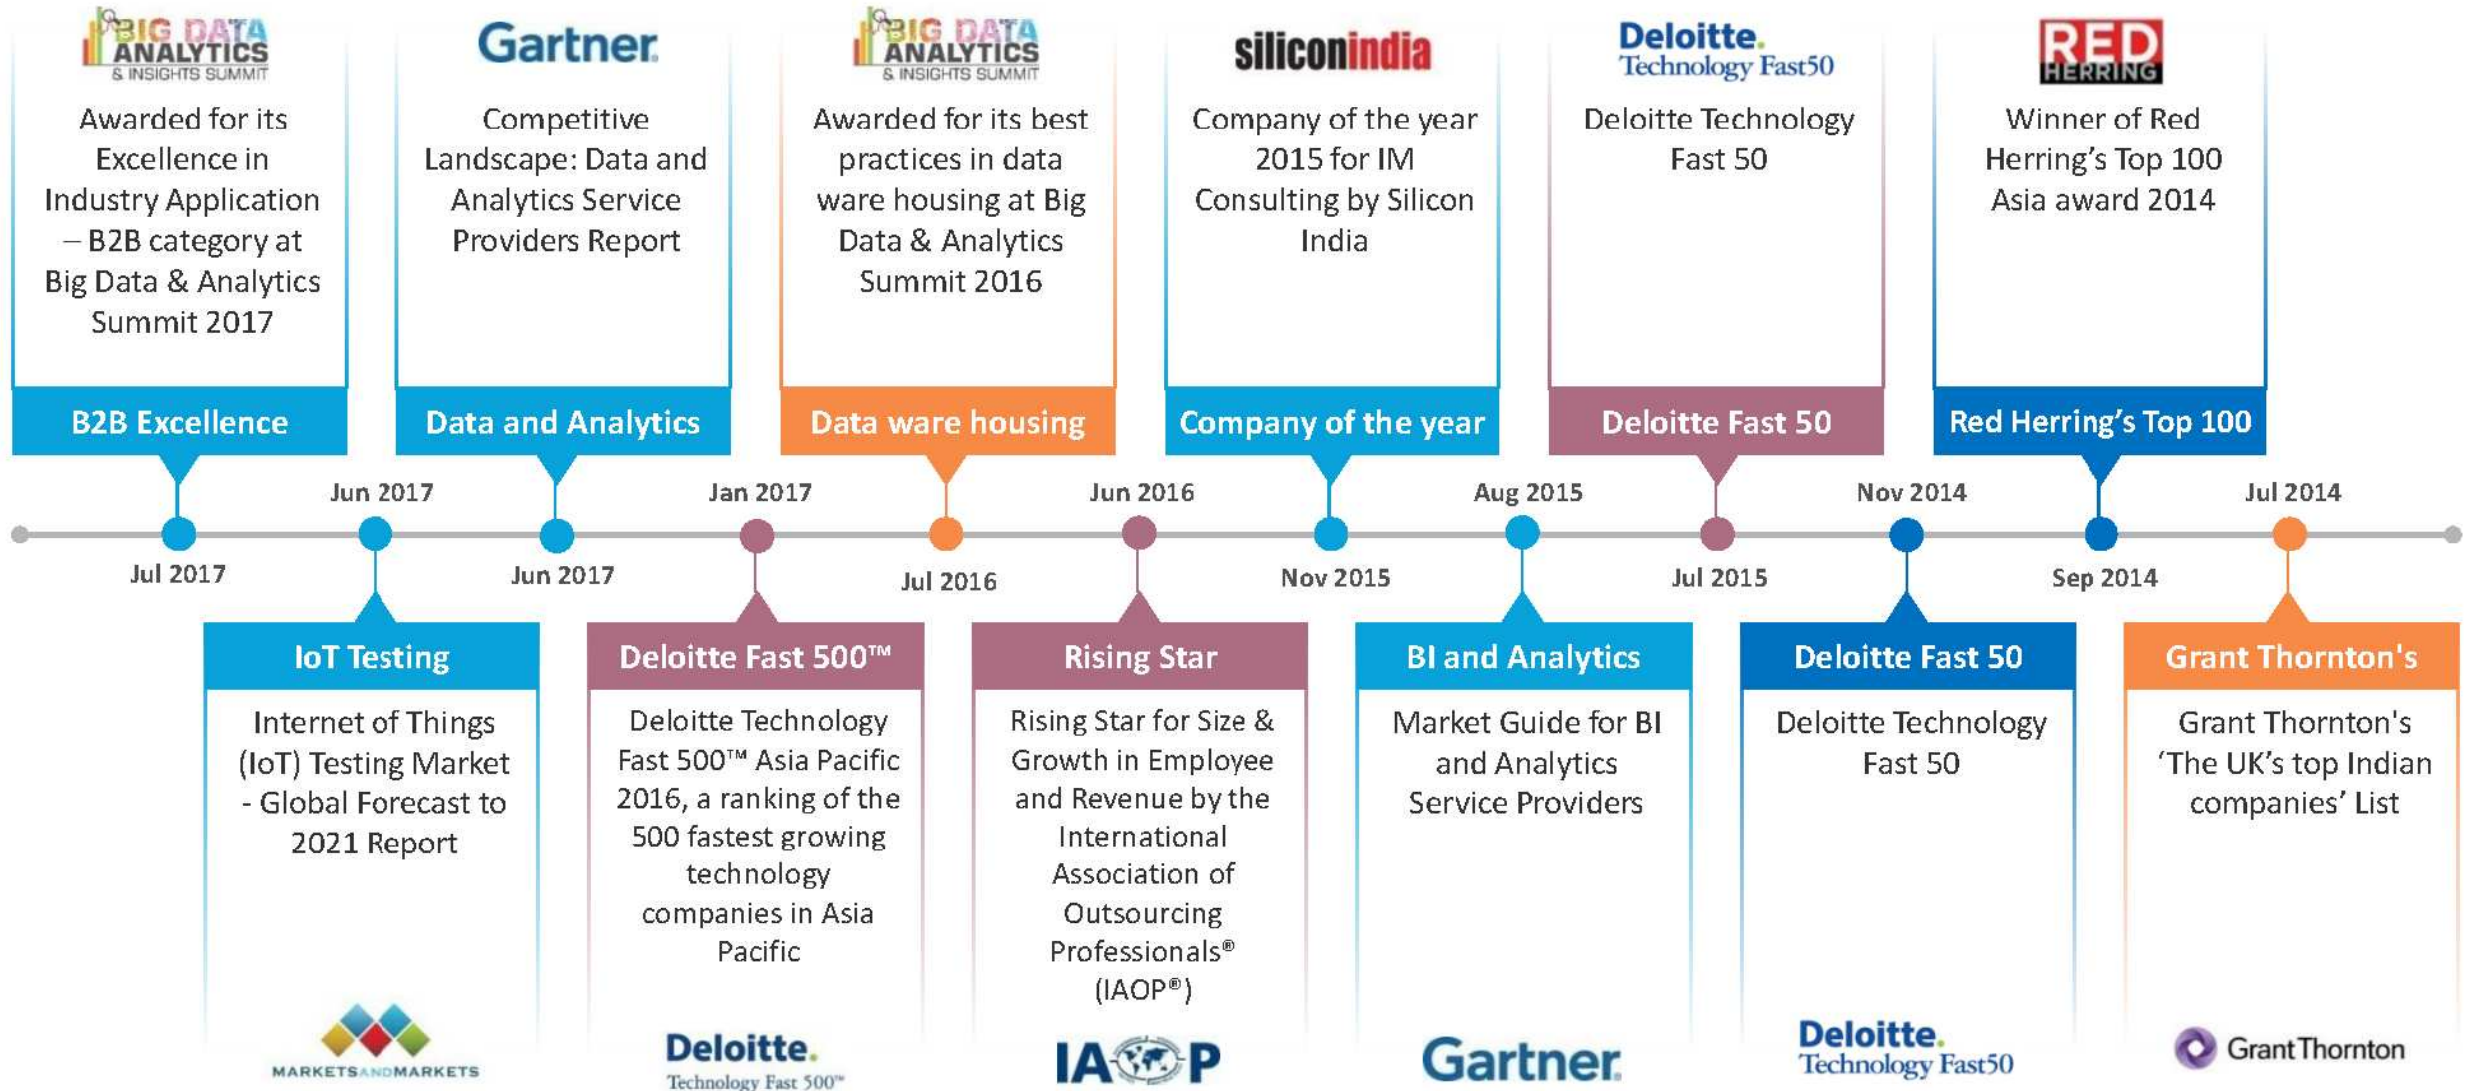 BIG DATA
ANALYTICS
& INSIGHTS SUMMIT
Awarded for its
Excellence in
Industry Application
– B2B category at
Big Data & Analytics
Summit 2017
B2B Excellence
Jul 2017
Gartner.
Competitive
Landscape: Data and
Analytics Service
Providers Report
Data and Analytics
Jun 2017
BIG DATA
ANALYTICS
& INSIGHTS SUMMIT
Awarded for its best
practices in data
ware housing at Big
Data & Analytics
Summit 2016
Data ware housing
Jul 2016
siliconindia
Company of the year
2015 for IM
Consulting by Silicon
India
Company of the year
Nov 2015
Deloitte.
Technology Fast50
Deloitte Technology
Fast 50
Deloitte Fast 50
Jul 2015
RED
HERRING
Winner of Red
Herring’s Top 100
Asia award 2014
Red Herring’s Top 100
Sep 2014
Jun 2017
IoT Testing
Internet of Things
(IoT) Testing Market
- Global Forecast to
2021 Report
MARKETSANDMARKETS
Jan 2017
Deloitte Fast 500™
Deloitte Technology
Fast 500™ Asia Pacific
2016, a ranking of the
500 fastest growing
technology
companies in Asia
Pacific
Deloitte.
Technology Fast 500™
Jun 2016
Rising Star
Rising Star for Size &
Growth in Employee
and Revenue by the
International
Association of
Outsourcing
Professionals®
(IAOP®)
IAOP
Aug 2015
BI and Analytics
Market Guide for BI
and Analytics
Service Providers
Gartner.
Nov 2014
Deloitte Fast 50
Deloitte Technology
Fast 50
Deloitte.
Technology Fast50
Jul 2014
Grant Thornton's
Grant Thornton's
‘The UK’s top Indian
companies’ List
Grant Thornton